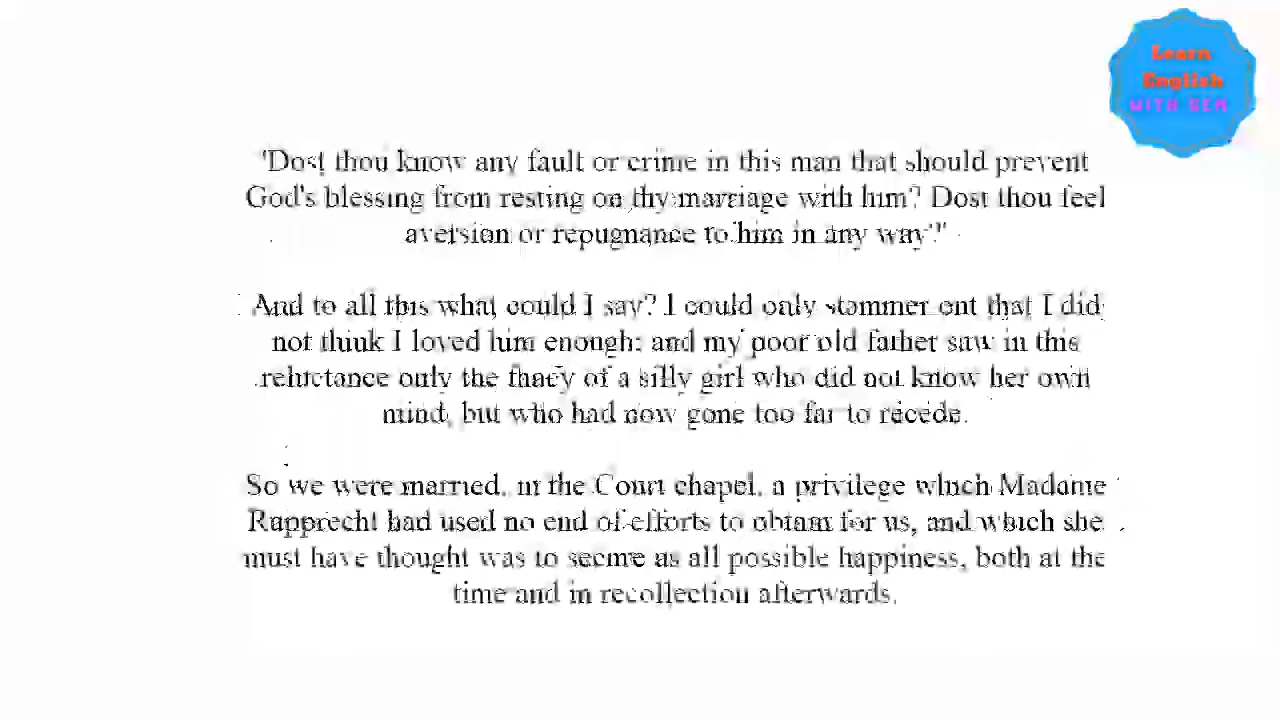 Learn
English
WITH GEM
'Dost thou know any fault or crime in this man that should prevent
God's blessing from resting on thy marriage with him? Dost thou feel
aversion or repugnance to him in any way?'
And to all this what could I say? I could only stammer out that I did
not think I loved him enough; and my poor old father saw in this
reluctance only the fancy of a silly girl who did not know her own
mind, but who had now gone too far to recede.
So we were married, in the Court chapel, a privilege which Madame
Rupprecht had used no end of efforts to obtain for us, and which she
must have thought was to secure us all possible happiness, both at the
time and in recollection afterwards.